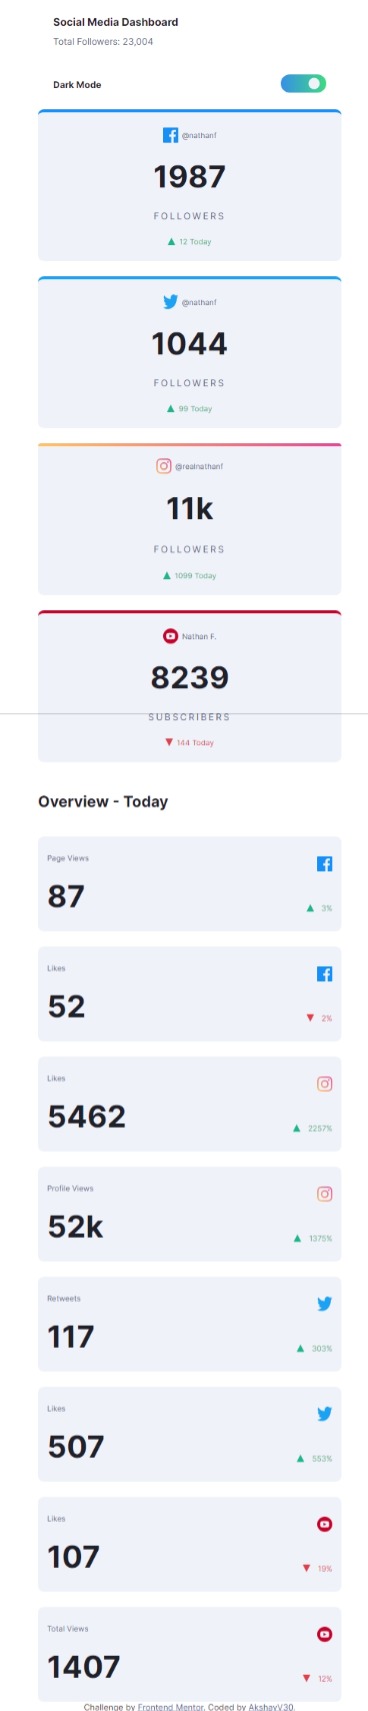 Social Media Dashboard
Total Followers: 23,004
Dark Mode
@nathanf
1987
FOLLOWERS
12 Today
@nathanf
1044
FOLLOWERS
99 Today
@realnathanf
11k
FOLLOWERS
1099 Today
Nathan F.
8239
SUBSCRIBERS
144 Today
Overview - Today
Page Views
87
3%
Likes
52
2%
Likes
5462
2257%
Profile Views
52k
1375%
Retweets
117
303%
Likes
507
553%
Likes
107
19%
Total Views
1407
12%
Challenge by Frontend Mentor. Coded by AkshayV30.